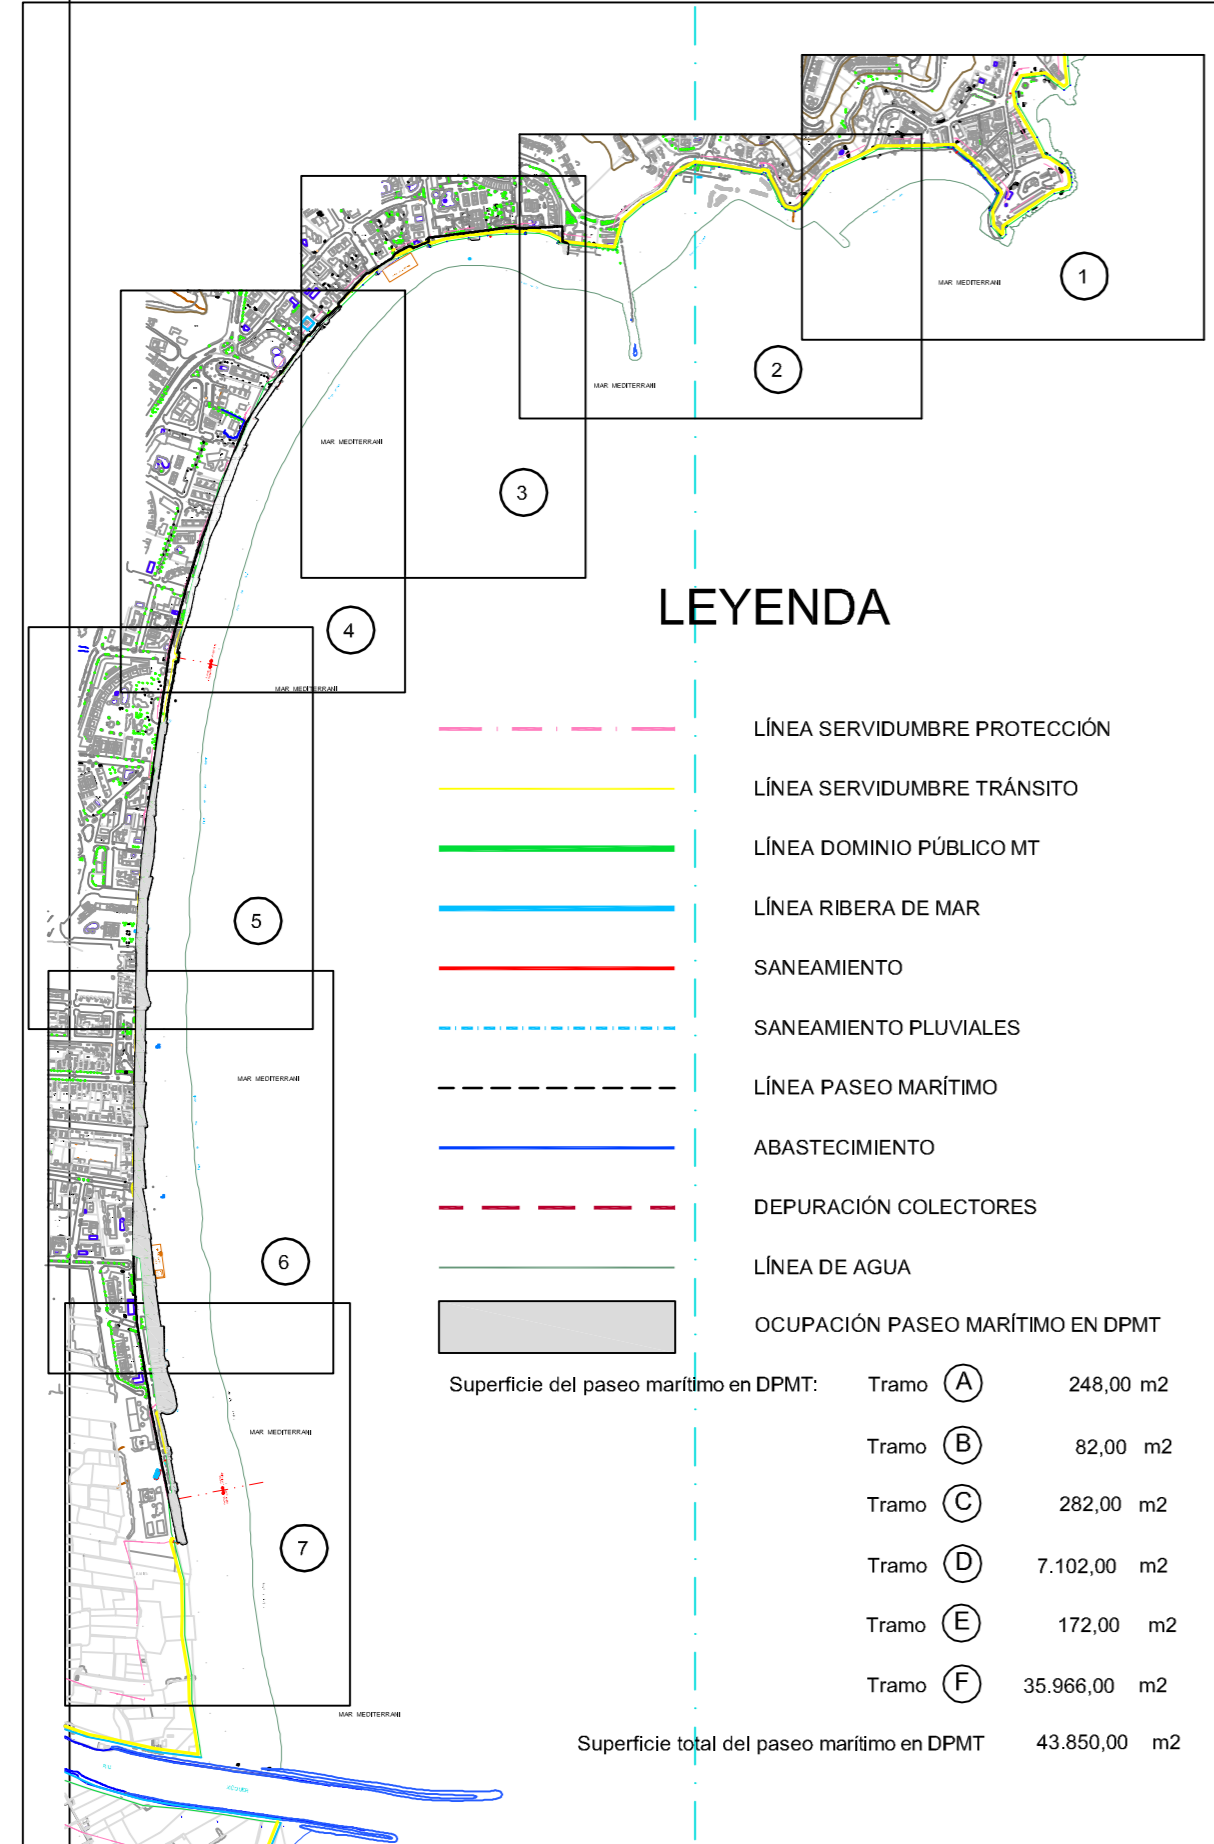 1
MAR MEDITERRANI
2
MAR MEDITERRANI
MAR MEDITERRANI
3
4
MAR MEDITERRANI
5
MAR MEDITERRANI
6
MAR MEDITERRANI
7
MAR MEDITERRANI
LEYENDA
LÍNEA SERVIDUMBRE PROTECCIÓN
LÍNEA SERVIDUMBRE TRÁNSITO
LÍNEA DOMINIO PÚBLICO MT
LÍNEA RIBERA DE MAR
SANEAMIENTO
SANEAMIENTO PLUVIALES
LÍNEA PASEO MARÍTIMO
ABASTECIMIENTO
DEPURACIÓN COLECTORES
LÍNEA DE AGUA
OCUPACIÓN PASEO MARÍTIMO EN DPMT
Superficie del paseo marítimo en DPMT: Tramo A 248,00 m2
Tramo B 82,00 m2
Tramo C 282,00 m2
Tramo D 7.102,00 m2
Tramo E 172,00 m2
Tramo F 35.966,00 m2
Superficie total del paseo marítimo en DPMT 43.850,00 m2